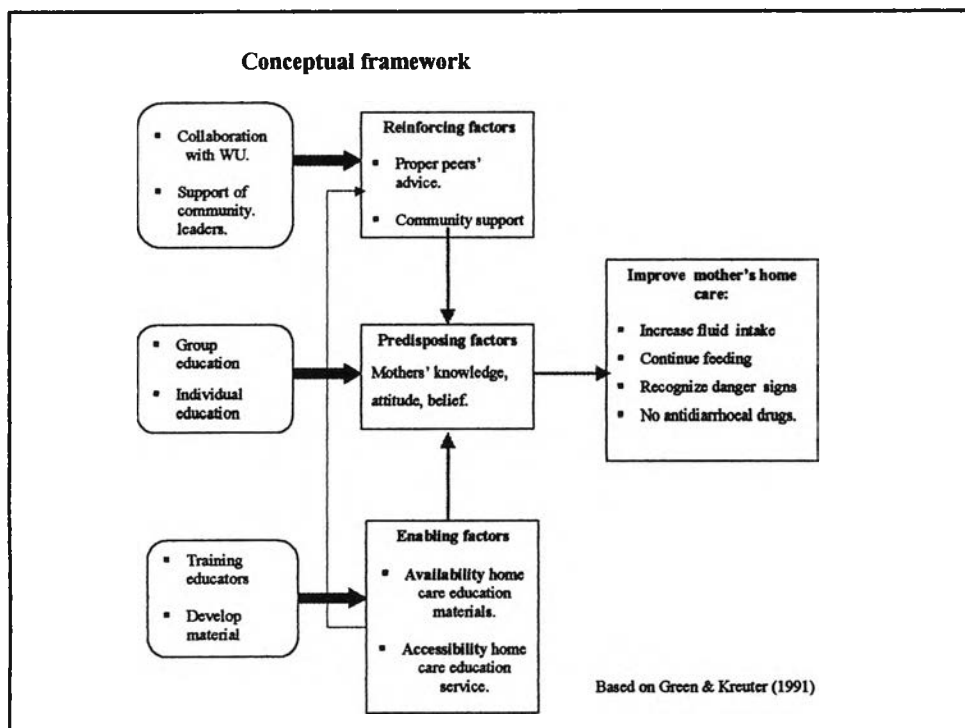 Conceptual framework
▪ Collaboration
with WU.
▪ Support of
community.
leaders.
Reinforcing factors
▪ Proper peers'
advice.
▪ Community support
▪ Group
education
▪ Individual
education
Predisposing factors
Mothers' knowledge,
attitude, belief.
Improve mother's home
care:
▪ Increase fluid intake
▪ Continue feeding
▪ Recognize danger signs
▪ No antidiarrhoeal drugs.
▪ Training
educators
▪ Develop
material
Enabling factors
▪ Availability home
care education
materials.
▪ Accessibility home
care education
service.
Based on Green & Kreuter (1991)